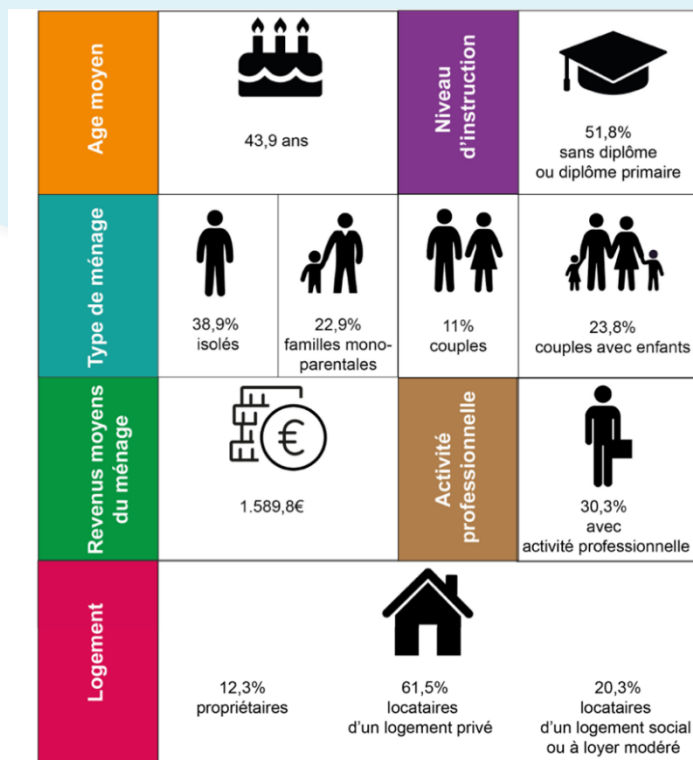 Age moyen
43,9 ans
Niveau
d'instruction
51,8%
sans diplôme
ou diplôme primaire
Type de ménage
38,9%
isolés
22,9%
familles mono-
parentales
11%
couples
23,8%
couples avec enfants
Revenus moyens
du ménage
€
1.589,8€
Activité
professionnelle
30,3%
avec
activité professionnelle
Logement
12,3%
propriétaires
61,5%
locataires
d'un logement privé
20,3%
locataires
d'un logement social
ou à loyer modéré